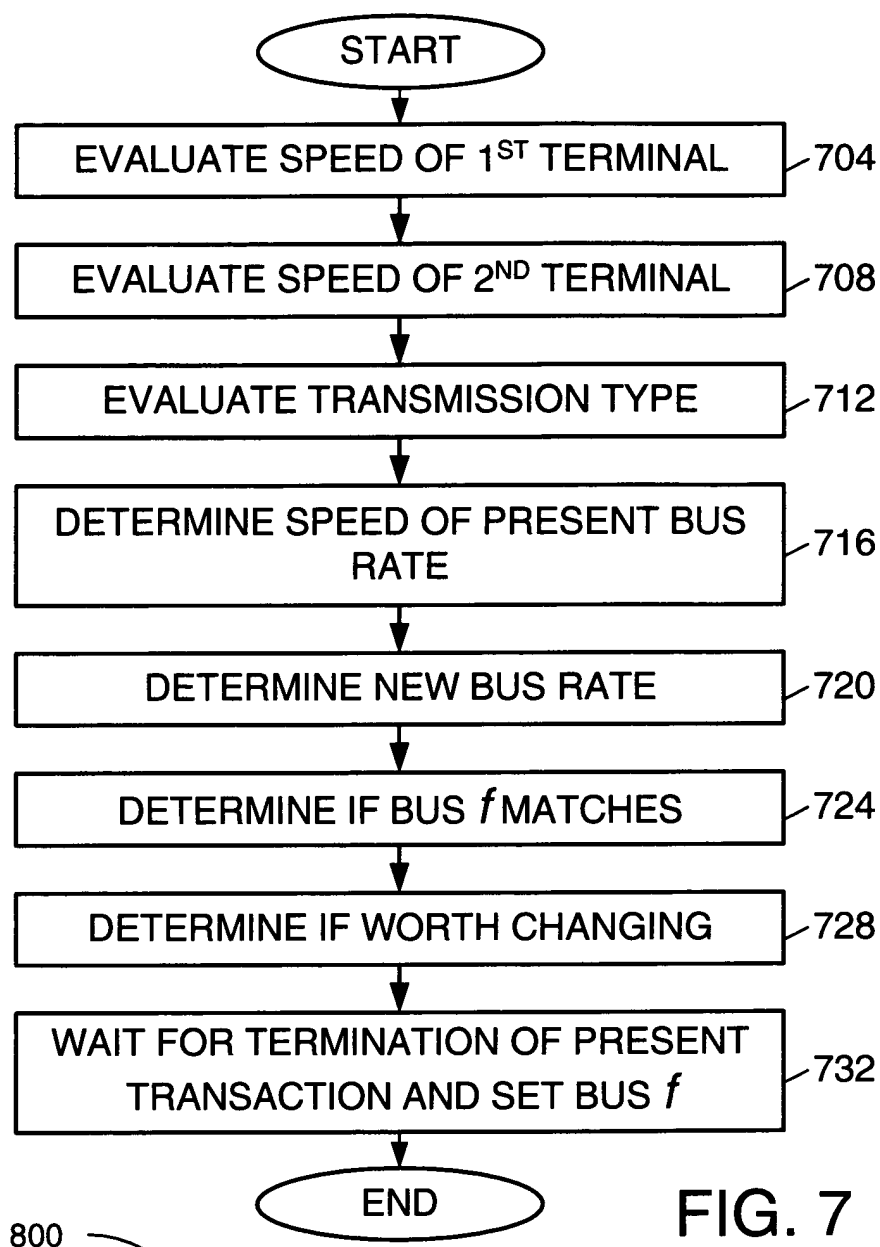 START
EVALUATE SPEED OF 1ST TERMINAL
704
EVALUATE SPEED OF 2ND TERMINAL
708
EVALUATE TRANSMISSION TYPE
712
DETERMINE SPEED OF PRESENT BUS
RATE
716
DETERMINE NEW BUS RATE
720
DETERMINE IF BUS f MATCHES
724
DETERMINE IF WORTH CHANGING
728
WAIT FOR TERMINATION OF PRESENT
TRANSACTION AND SET BUS f
732
END
FIG. 7
800